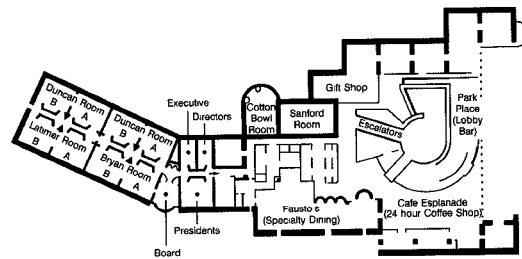 Duncan Room
B
A
Latimer Room
B
A
Duncan Room
B
A
Bryan Room
B
A
Executive
Directors
Presidents
Board
Cotton
Bowl
Room
Sanford
Room
Gift Shop
Escalators
Park
Place
(Lobby
Bar)
Fausto's
(Specialty Dining)
Cafe Esplanade
(24 hour Coffee Shop)